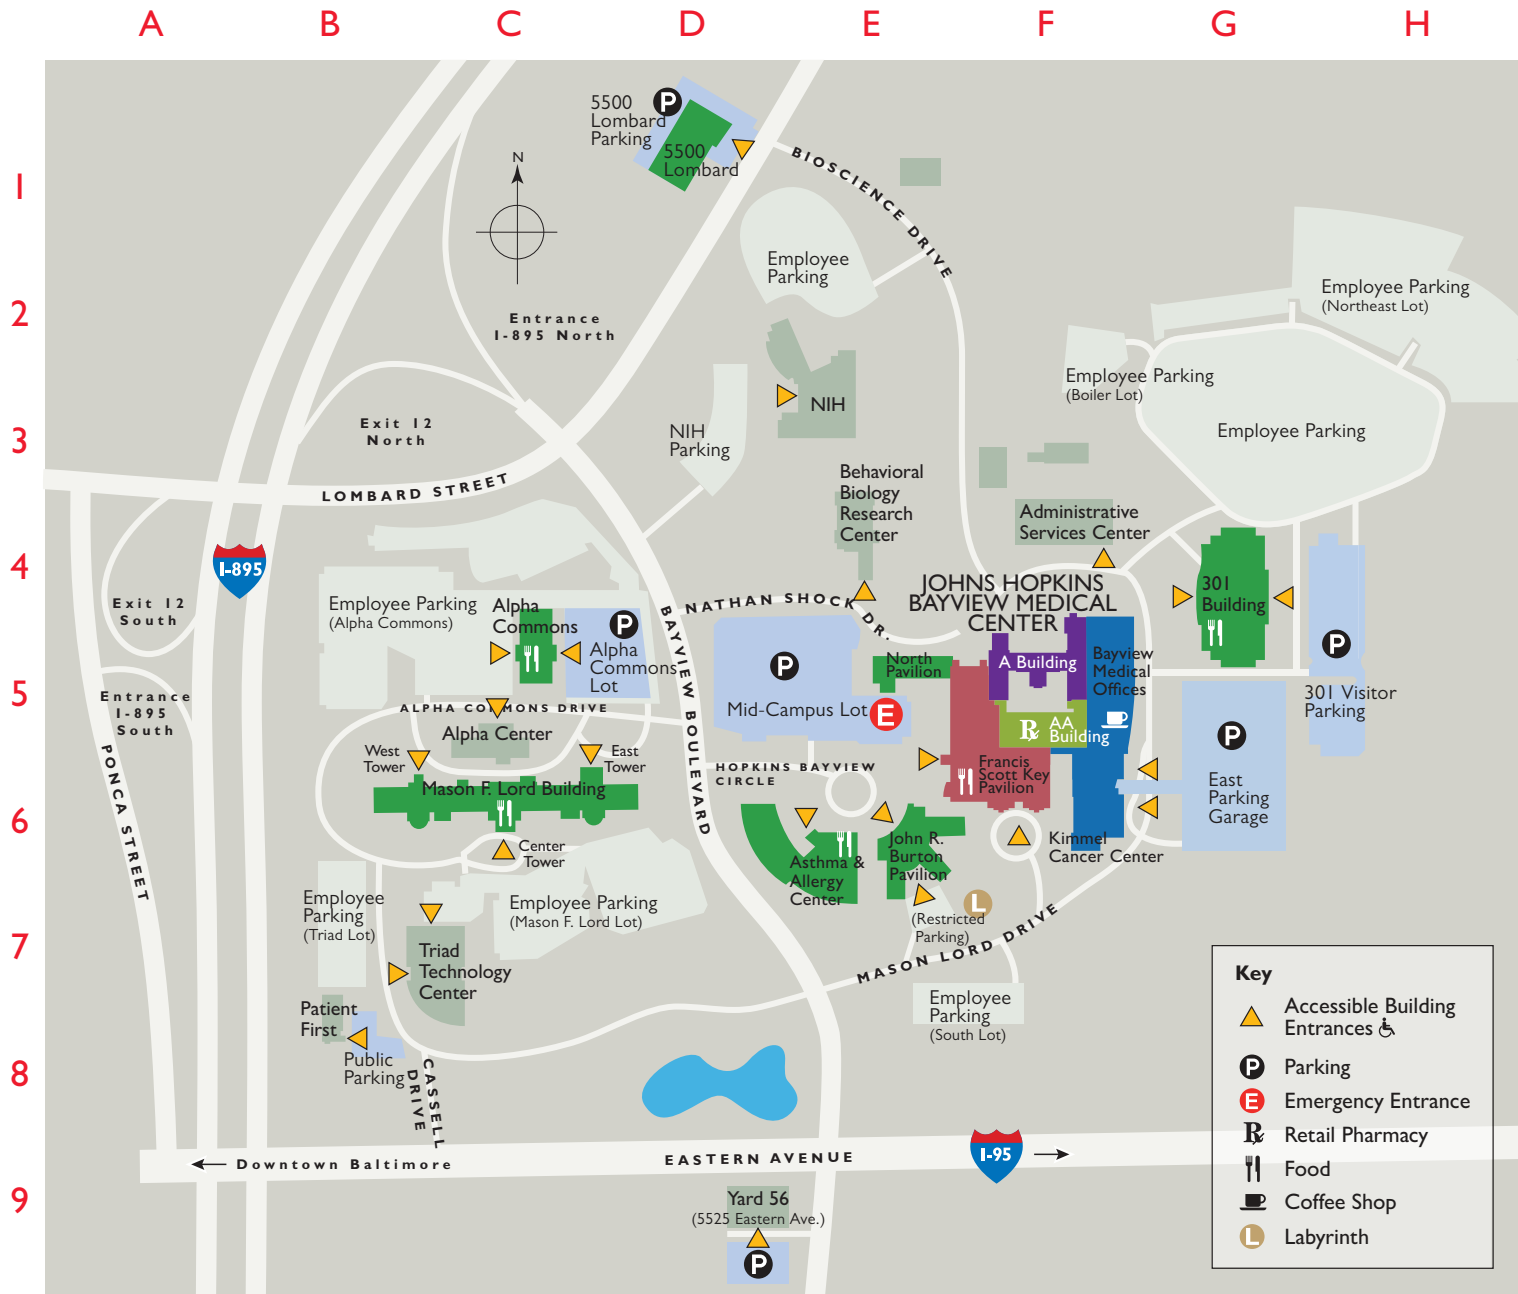 A B C D E F G H
1
2
3
4
5
6
7
8
9
5500
Lombard
Parking
P
5500
Lombard
BIOSCIENCE DRIVE
N
Employee
Parking
Entrance
I-895 North
Employee Parking
(Northeast Lot)
Employee Parking
(Boiler Lot)
Employee Parking
NIH
NIH
Parking
Exit 12
North
LOMBARD STREET
Behavioral
Biology
Research
Center
Administrative
Services Center
I-895
Exit 12
South
Employee Parking
(Alpha Commons)
Alpha
Commons
P
Alpha
Commons
Lot
NATHAN SHOCK DR.
JOHNS HOPKINS
BAYVIEW MEDICAL
CENTER
301
Building
P
301 Visitor
Parking
Entrance
I-895
South
ALPHA COMMONS DRIVE
Alpha Center
BAYVIEW BOULEVARD
P
Mid-Campus Lot
E
North
Pavilion
A Building
Bayview
Medical
Offices
Rx
AA
Building
Francis
Scott Key
Pavilion
P
East
Parking
Garage
PONCA STREET
West
Tower
East
Tower
Mason F. Lord Building
Center
Tower
HOPKINS BAYVIEW
CIRCLE
Asthma &
Allergy
Center
John R.
Burton
Pavilion
Kimmel
Cancer Center
L
(Restricted
Parking)
MASON LORD DRIVE
Employee
Parking
(Triad Lot)
Employee Parking
(Mason F. Lord Lot)
Triad
Technology
Center
Patient
First
Public
Parking
CASSELL
DRIVE
Employee
Parking
(South Lot)
Downtown Baltimore
EASTERN AVENUE
I-95
Yard 56
(5525 Eastern Ave.)
P
Key
Accessible Building
Entrances
P Parking
E Emergency Entrance
Rx Retail Pharmacy
Food
Coffee Shop
L Labyrinth